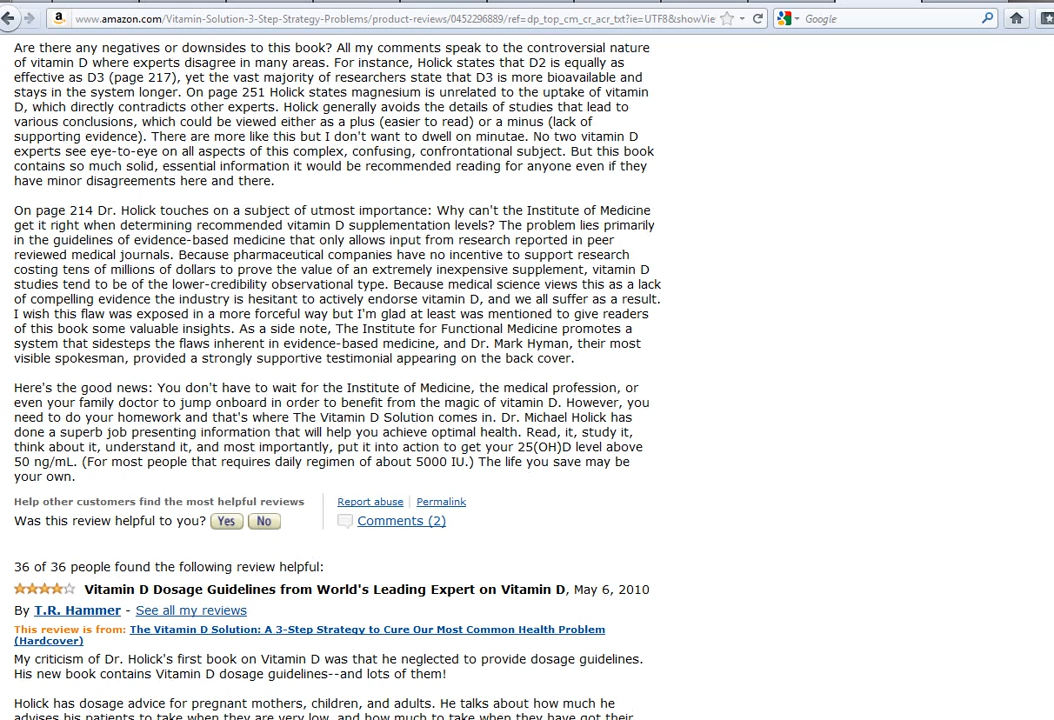 www.amazon.com/Vitamin-Solution-3-Step-Strategy-Problems/product-reviews/0452296889/ref=dp_top_cm_cr_acr_txt?ie=UTF8&showVie
Google
Are there any negatives or downsides to this book? All my comments speak to the controversial nature
of vitamin D where experts disagree in many areas. For instance, Holick states that D2 is equally as
effective as D3 (page 217), yet the vast majority of researchers state that D3 is more bioavailable and
stays in the system longer. On page 251 Holick states magnesium is unrelated to the uptake of vitamin
D, which directly contradicts other experts. Holick generally avoids the details of studies that lead to
various conclusions, which could be viewed either as a plus (easier to read) or a minus (lack of
supporting evidence). There are more like this but I don't want to dwell on minutae. No two vitamin D
experts see eye-to-eye on all aspects of this complex, confusing, confrontational subject. But this book
contains so much solid, essential information it would be recommended reading for anyone even if they
have minor disagreements here and there.
On page 214 Dr. Holick touches on a subject of utmost importance: Why can't the Institute of Medicine
get it right when determining recommended vitamin D supplementation levels? The problem lies primarily
in the guidelines of evidence-based medicine that only allows input from research reported in peer
reviewed medical journals. Because pharmaceutical companies have no incentive to support research
costing tens of millions of dollars to prove the value of an extremely inexpensive supplement, vitamin D
studies tend to be of the lower-credibility observational type. Because medical science views this as a lack
of compelling evidence the industry is hesitant to actively endorse vitamin D, and we all suffer as a result.
I wish this flaw was exposed in a more forceful way but I'm glad at least was mentioned to give readers
of this book some valuable insights. As a side note, The Institute for Functional Medicine promotes a
system that sidesteps the flaws inherent in evidence-based medicine, and Dr. Mark Hyman, their most
visible spokesman, provided a strongly supportive testimonial appearing on the back cover.
Here's the good news: You don't have to wait for the Institute of Medicine, the medical profession, or
even your family doctor to jump onboard in order to benefit from the magic of vitamin D. However, you
need to do your homework and that's where The Vitamin D Solution comes in. Dr. Michael Holick has
done a superb job presenting information that will help you achieve optimal health. Read, it, study it,
think about it, understand it, and most importantly, put it into action to get your 25(OH)D level above
50 ng/mL. (For most people that requires daily regimen of about 5000 IU.) The life you save may be
your own.
Help other customers find the most helpful reviews
Was this review helpful to you? Yes No
Report abuse | Permalink
Comments (2)
36 of 36 people found the following review helpful:
Vitamin D Dosage Guidelines from World's Leading Expert on Vitamin D, May 6, 2010
By T.R. Hammer - See all my reviews
This review is from: The Vitamin D Solution: A 3-Step Strategy to Cure Our Most Common Health Problem
(Hardcover)
My criticism of Dr. Holick's first book on Vitamin D was that he neglected to provide dosage guidelines.
His new book contains Vitamin D dosage guidelines--and lots of them!
Holick has dosage advice for pregnant mothers, children, and adults. He talks about how much he
advises his patients to take when they are very low, and how much to take when they have got their